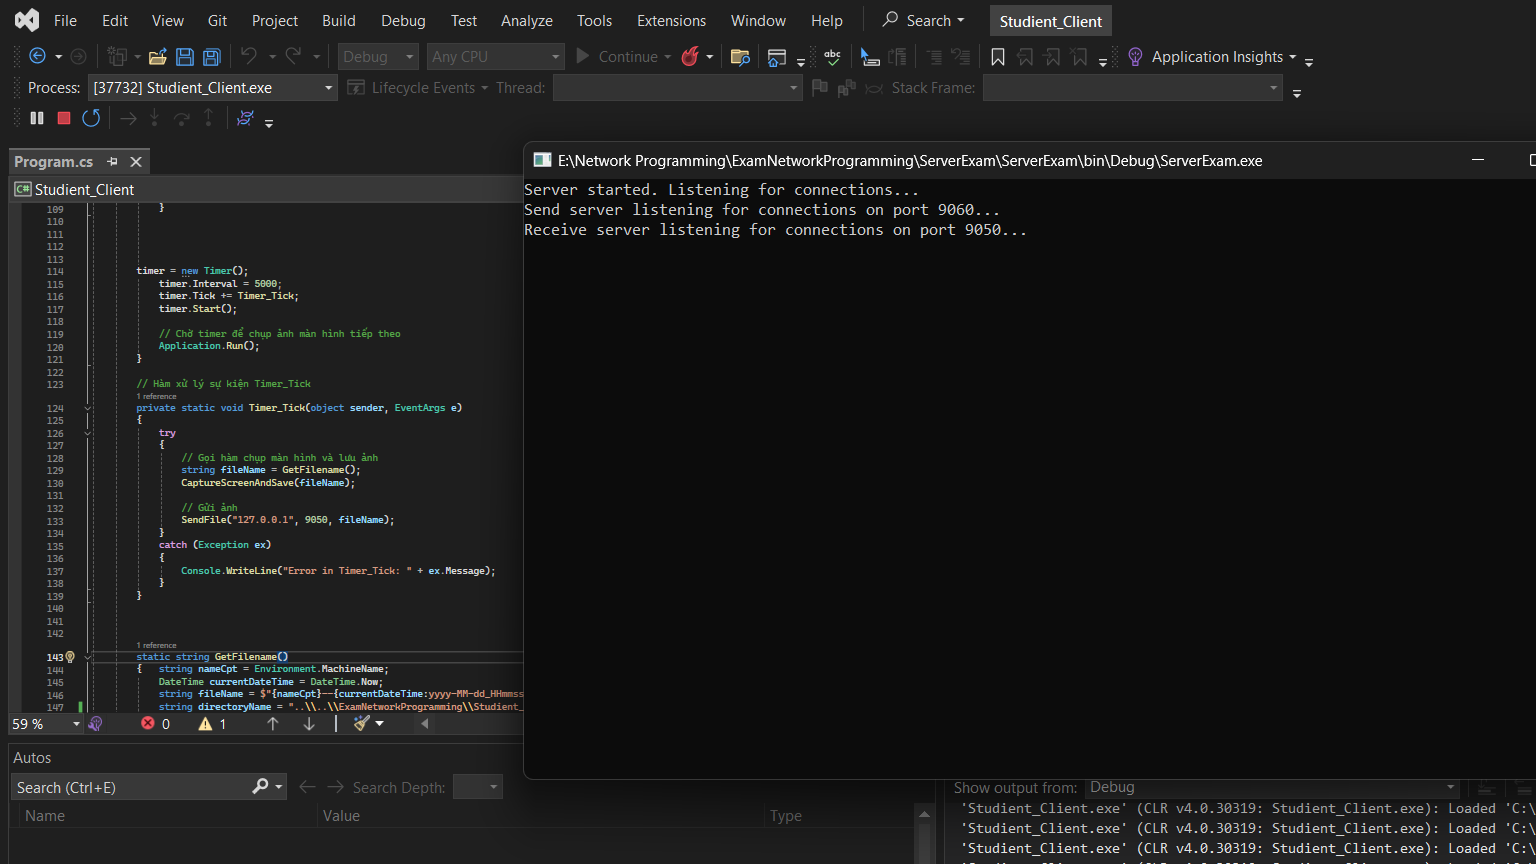 File Edit View Git Project Build Debug Test Analyze Tools Extensions Window Help Search Studient_Client
Debug Any CPU Continue abc Application Insights
Process: [37732] Studient_Client.exe Lifecycle Events Thread: Stack Frame:
Program.cs
C# Studient_Client
109 }
110
111
112
113
114 timer = new Timer();
115 timer.Interval = 5000;
116 timer.Tick += Timer_Tick;
117 timer.Start();
118
119 // Chờ timer để chụp ảnh màn hình tiếp theo
120 Application.Run();
121 }
122
123 // Hàm xử lý sự kiện Timer_Tick
1 reference
124 private static void Timer_Tick(object sender, EventArgs e)
125 {
126 try
127 {
128 // Gọi hàm chụp màn hình và lưu ảnh
129 string fileName = GetFilename();
130 CaptureScreenAndSave(fileName);
131
132 // Gửi ảnh
133 SendFile("127.0.0.1", 9050, fileName);
134 }
135 catch (Exception ex)
136 {
137 Console.WriteLine("Error in Timer_Tick: " + ex.Message);
138 }
139 }
140
141
142
1 reference
143 static string GetFilename()
144 { string nameCpt = Environment.MachineName;
145 DateTime currentDateTime = DateTime.Now;
146 string fileName = $"{nameCpt}--{currentDateTime:yyyy-MM-dd_HHmmss
147 string directoryName = "..\\..\\ExamNetworkProgramming\\Student_
59 % 0 1
E:\Network Programming\ExamNetworkProgramming\ServerExam\ServerExam\bin\Debug\ServerExam.exe
Server started. Listening for connections...
Send server listening for connections on port 9060...
Receive server listening for connections on port 9050...
Autos
Search (Ctrl+E) Search Depth:
Name Value Type
Show output from: Debug
'Studient_Client.exe' (CLR v4.0.30319: Studient_Client.exe): Loaded 'C:\
'Studient_Client.exe' (CLR v4.0.30319: Studient_Client.exe): Loaded 'C:\
'Studient_Client.exe' (CLR v4.0.30319: Studient_Client.exe): Loaded 'C:\